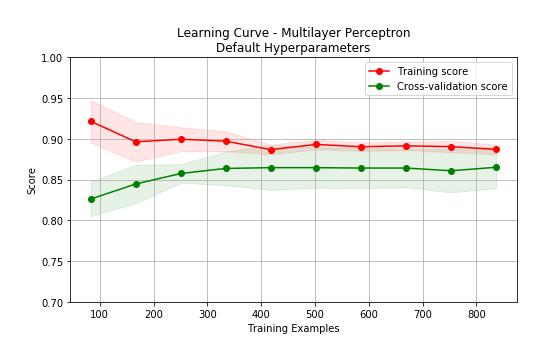 Learning Curve - Multilayer Perceptron
Default Hyperparameters
Training score
Cross-validation score
1.00
0.95
0.90
0.85
0.80
0.75
0.70
Score
100 200 300 400 500 600 700 800
Training Examples